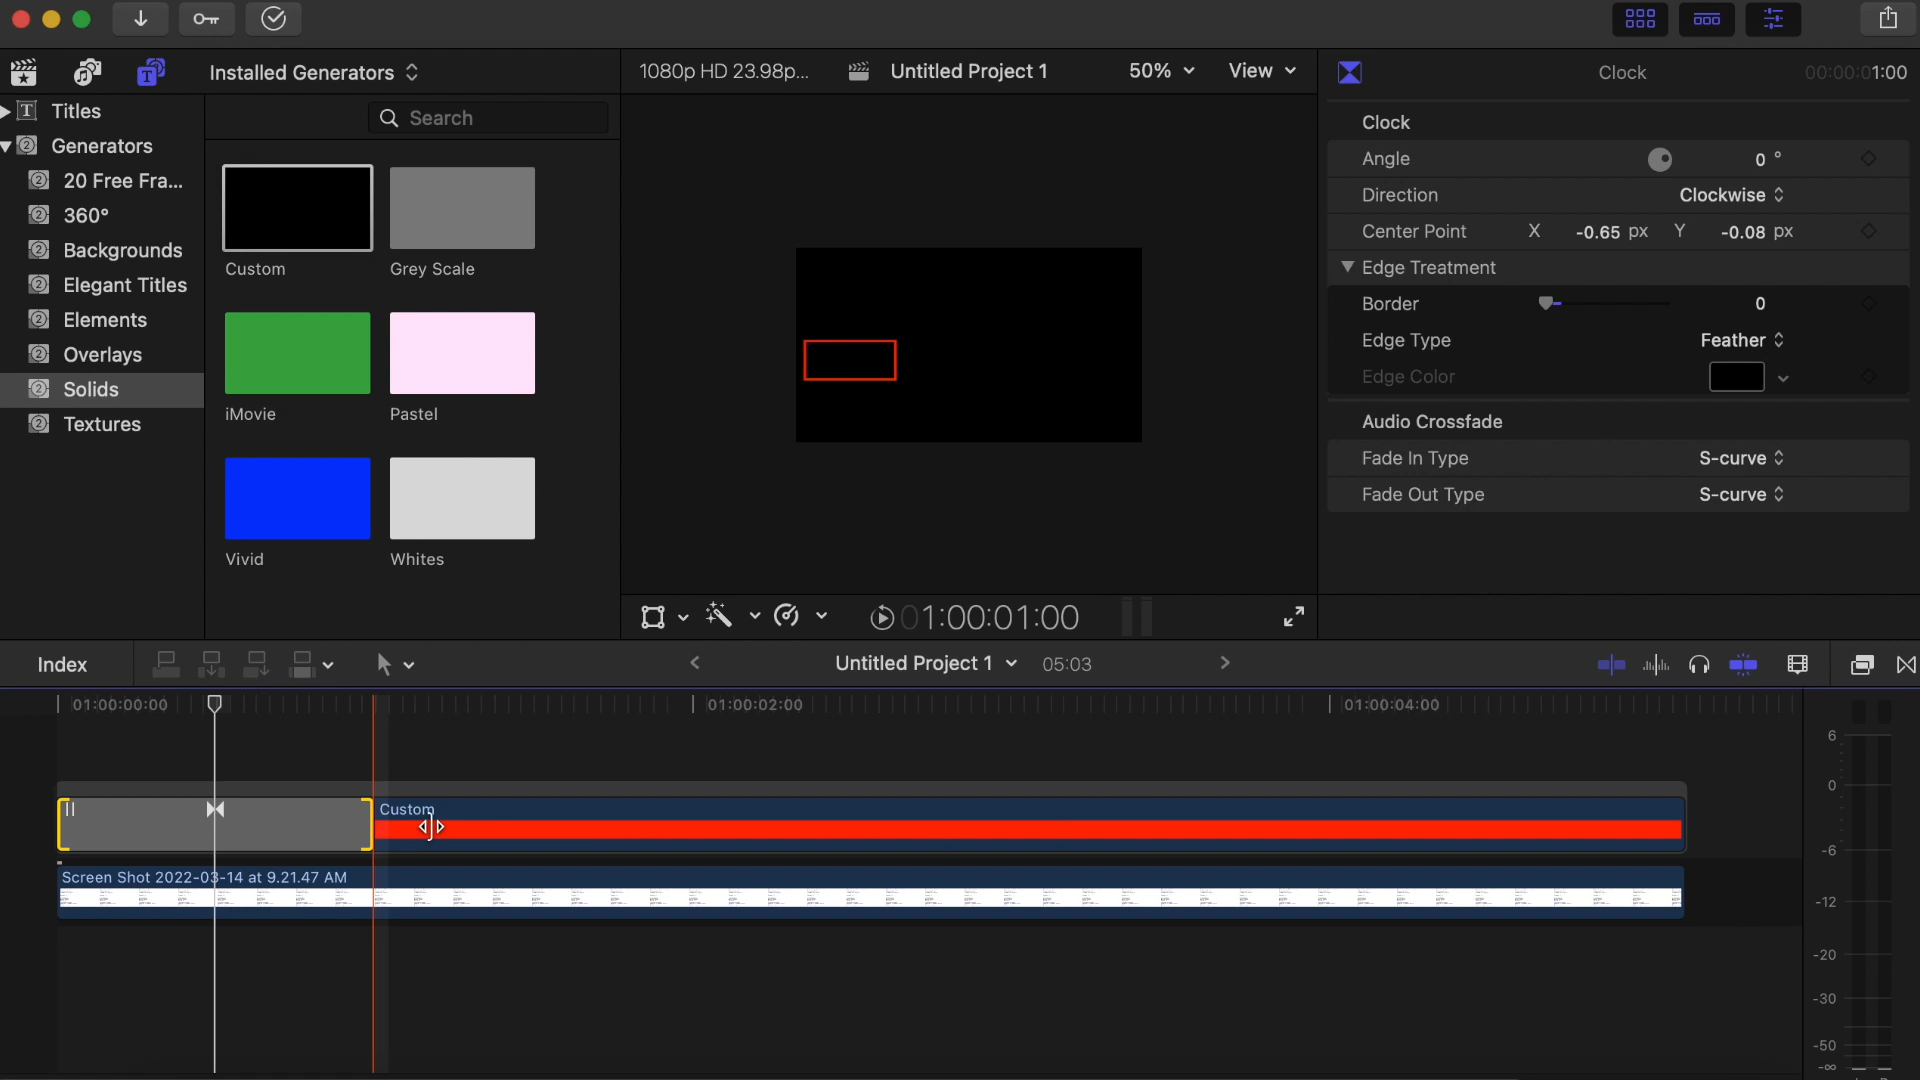 Installed Generators
1080p HD 23.98p...
Untitled Project 1
50%
View
Clock
00:00:01:00
Titles
Search
Generators
20 Free Fra...
360°
Backgrounds
Elegant Titles
Elements
Overlays
Solids
Textures
Custom
Grey Scale
iMovie
Pastel
Vivid
Whites
Clock
Angle 0 °
Direction Clockwise
Center Point X -0.65 px Y -0.08 px
Edge Treatment
Border 0
Edge Type Feather
Edge Color
Audio Crossfade
Fade In Type S-curve
Fade Out Type S-curve
01:00:01:00
Index
Untitled Project 1 05:03
01:00:00:00 01:00:02:00 01:00:04:00
Custom
Screen Shot 2022-03-14 at 9.21.47 AM
6
0
-6
-12
-20
-30
-50
-∞